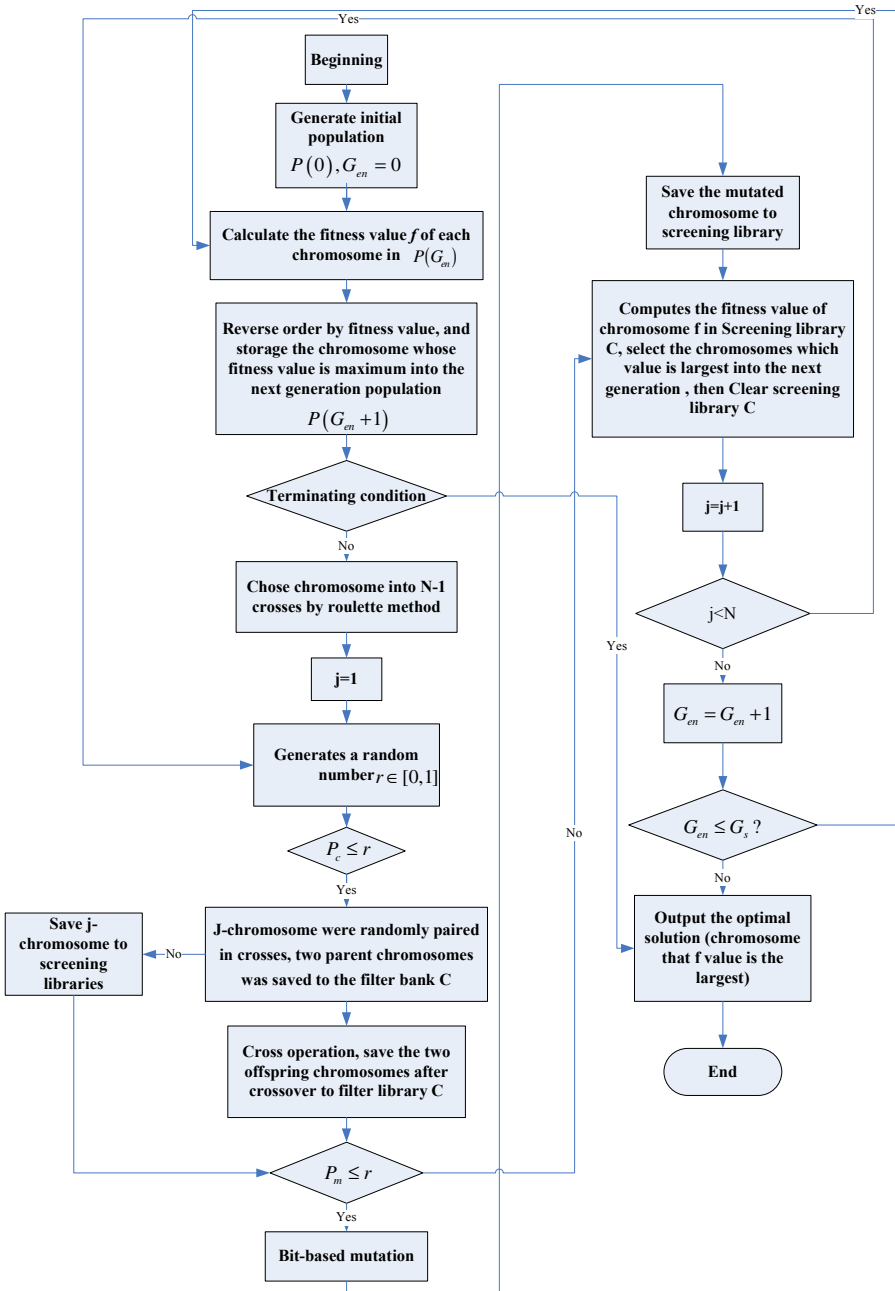 Yes
Yes
Beginning
Generate initial
population
P(0), G_en = 0
Calculate the fitness value f of each
chromosome in P(G_en)
Reverse order by fitness value, and
storage the chromosome whose
fitness value is maximum into the
next generation population
P(G_en +1)
Terminating condition
No
Chose chromosome into N-1
crosses by roulette method
j=1
Generates a random
number r ∈ [0,1]
P_c ≤ r
Yes
Save j-
chromosome to
screening
libraries
No
J-chromosome were randomly paired
in crosses, two parent chromosomes
was saved to the filter bank C
Cross operation, save the two
offspring chromosomes after
crossover to filter library C
P_m ≤ r
Yes
Bit-based mutation
No
Yes
Save the mutated
chromosome to
screening library
Computes the fitness value of
chromosome f in Screening library
C, select the chromosomes which
value is largest into the next
generation , then Clear screening
library C
j=j+1
j<N
No
G_en = G_en +1
G_en ≤ G_s ?
No
Output the optimal
solution (chromosome
that f value is the
largest)
End